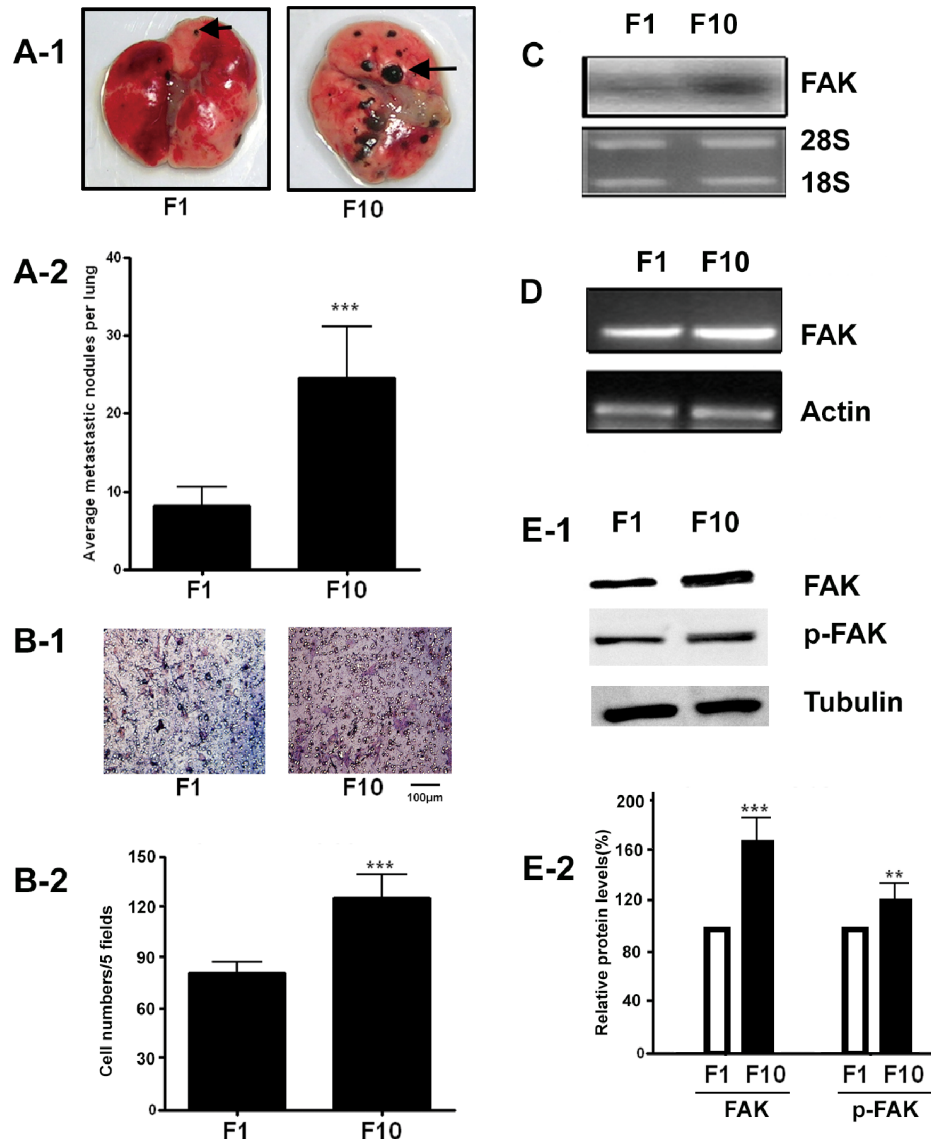 A-1
F1
F10
A-2
Average metastastic nodules per lung
40
30
20
10
0
***
F1
F10
B-1
F1
F10
100µm
B-2
Cell numbers/5 fields
150
120
90
60
30
0
***
F1
F10
C
F1 F10
FAK
28S
18S
D
F1 F10
FAK
Actin
E-1
F1 F10
FAK
p-FAK
Tubulin
E-2
Relative protein levels(%)
200
160
120
80
40
0
***
**
F1 F10 F1 F10
FAK p-FAK